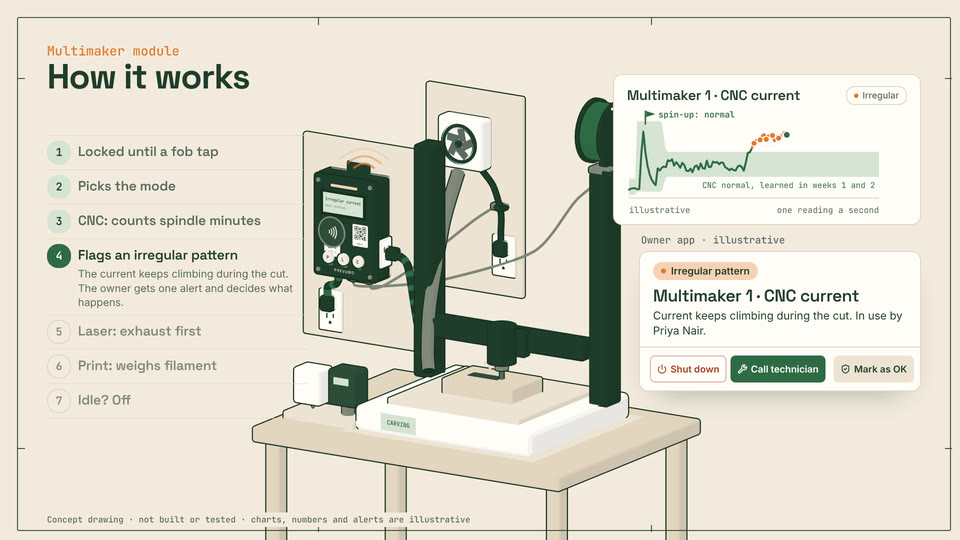 Multimaker module
How it works
1 Locked until a fob tap
2 Picks the mode
3 CNC: counts spindle minutes
4 Flags an irregular pattern
The current keeps climbing during the cut.
The owner gets one alert and decides what
happens.
5 Laser: exhaust first
6 Print: weighs filament
7 Idle? Off
Irregular current
PREVUMO
CARVING
Multimaker 1 · CNC current
Irregular
spin-up: normal
CNC normal, learned in weeks 1 and 2
illustrative
one reading a second
Owner app · illustrative
Irregular pattern
Multimaker 1 · CNC current
Current keeps climbing during the cut. In use by
Priya Nair.
Shut down
Call technician
Mark as OK
Concept drawing · not built or tested · charts, numbers and alerts are illustrative